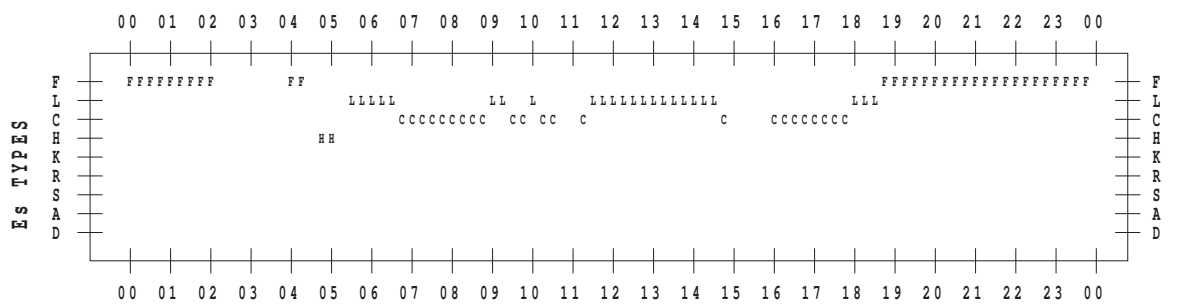 00 01 02 03 04 05 06 07 08 09 10 11 12 13 14 15 16 17 18 19 20 21 22 23 00
F FFFFFFFFF FF FFFFFFFFFFFFFFFFFFFFF F
L LLLLL LL L LLLLLLLLLLLLL LLL L
C CCCCCCCCC CC CC C C CCCCCCCC C
H HH H
K K
R R
S S
A A
D D
Es TYPES
00 01 02 03 04 05 06 07 08 09 10 11 12 13 14 15 16 17 18 19 20 21 22 23 00